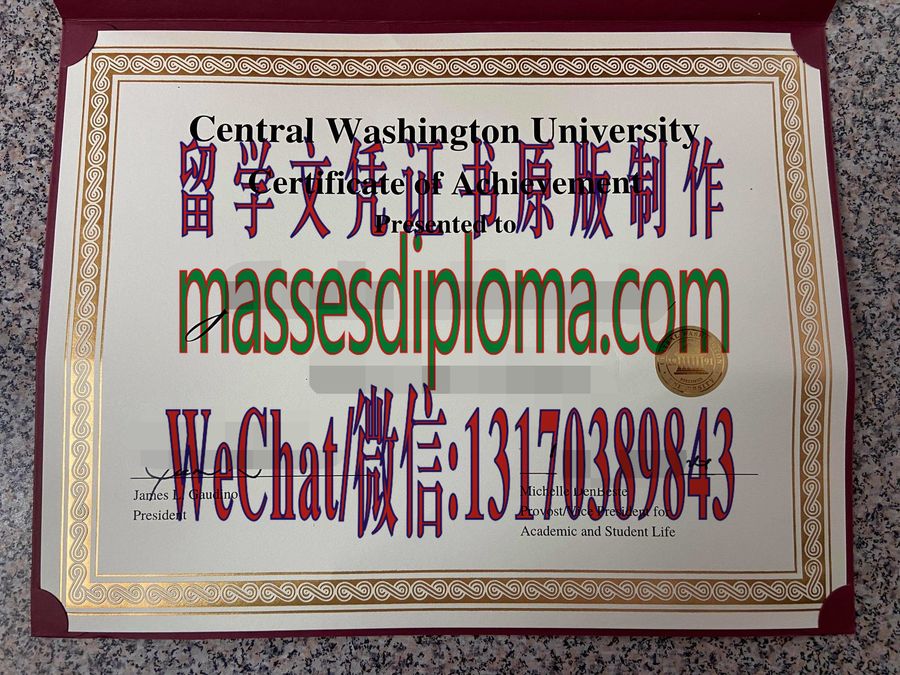 Central Washington University
留学文凭证书原版制作
Certificate of Achievement
Presented to
massesdiploma.com
WeChat/微信:13170389843
James L. Gaudino
President
Michelle DenBeste
Provost/Vice President for
Academic and Student Life